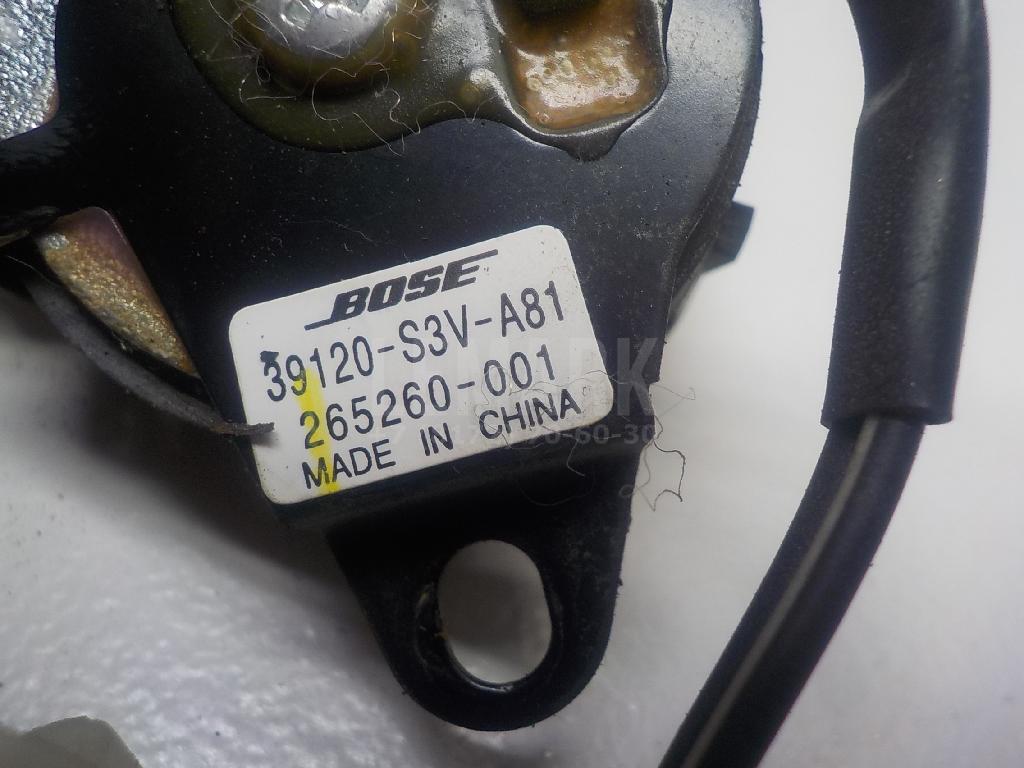 BOSE
39120-S3V-A81
265260-001
MADE IN CHINA